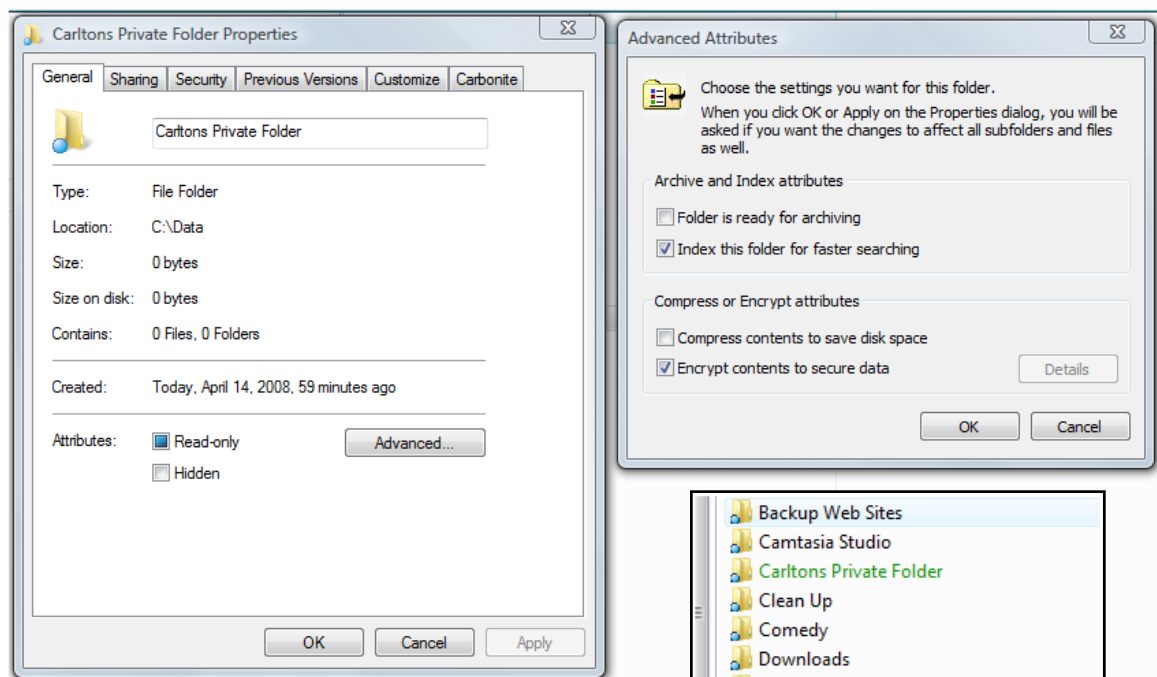 Carltons Private Folder Properties
General Sharing Security Previous Versions Customize Carbonite
Carltons Private Folder
Type: File Folder
Location: C:\Data
Size: 0 bytes
Size on disk: 0 bytes
Contains: 0 Files, 0 Folders
Created: Today, April 14, 2008, 59 minutes ago
Attributes: Read-only Advanced...
Hidden
OK Cancel Apply
Advanced Attributes
Choose the settings you want for this folder.
When you click OK or Apply on the Properties dialog, you will be
asked if you want the changes to affect all subfolders and files
as well.
Archive and Index attributes
Folder is ready for archiving
Index this folder for faster searching
Compress or Encrypt attributes
Compress contents to save disk space
Encrypt contents to secure data Details
OK Cancel
Backup Web Sites
Camtasia Studio
Carltons Private Folder
Clean Up
Comedy
Downloads